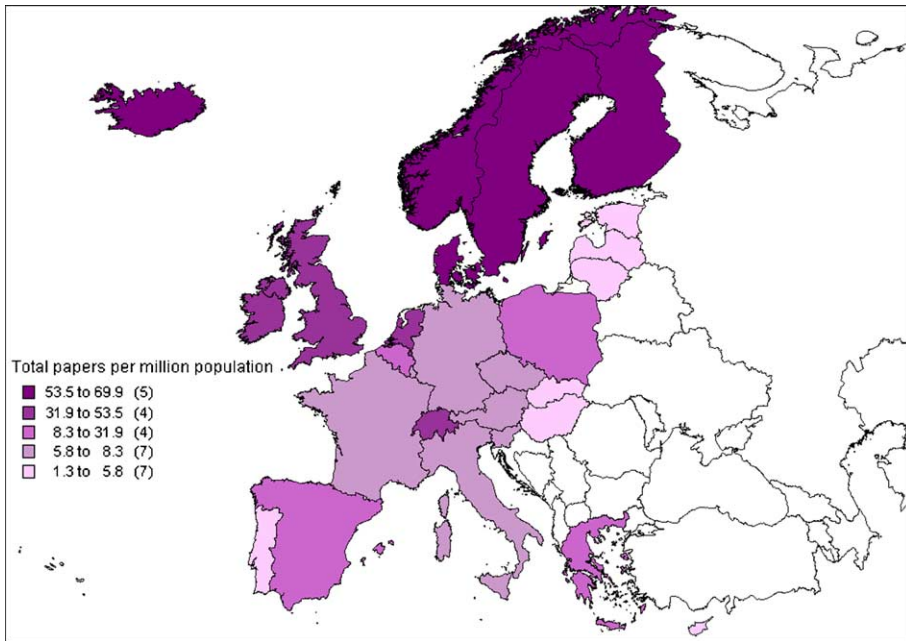 Total papers per million population
53.5 to 69.9 (5)
31.9 to 53.5 (4)
8.3 to 31.9 (4)
5.8 to 8.3 (7)
1.3 to 5.8 (7)